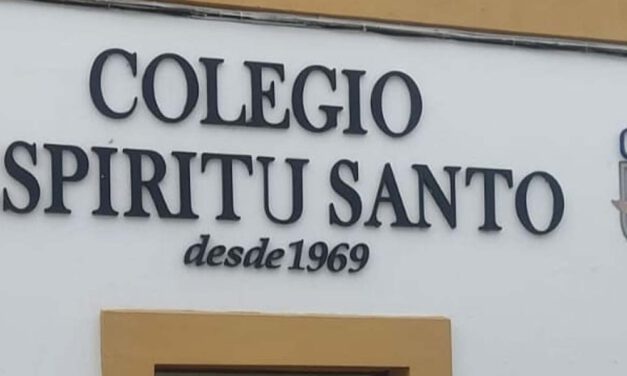 COLEGIO
SPIRITU SANTO
desde 1969